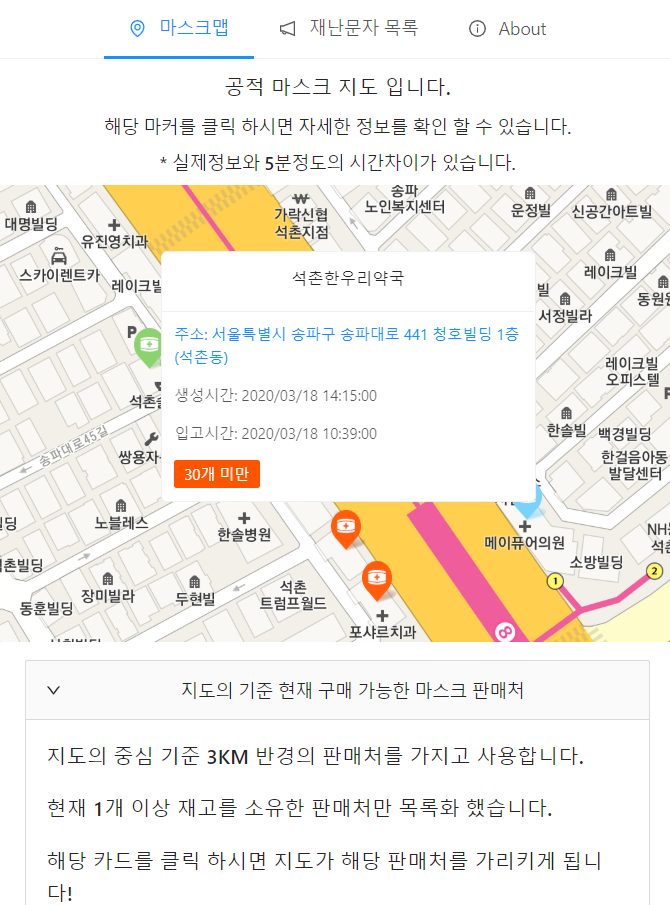 마스크맵
재난문자 목록
About
공적 마스크 지도 입니다.
해당 마커를 클릭 하시면 자세한 정보를 확인 할 수 있습니다.
* 실제정보와 5분정도의 시간차이가 있습니다.
대명빌딩
유진영치과
가락신협
석촌지점
송파
노인복지센터
운정빌
신공간아트빌
스카이렌트카
레이크빌
레이크빌
서정빌라
빌
석촌한우리약국
주소: 서울특별시 송파구 송파대로 441 청호빌딩 1층
(석촌동)
생성시간: 2020/03/18 14:15:00
입고시간: 2020/03/18 10:39:00
30개 미만
P
송파대로45길
레이크빌
오피스텔
한솔빌
백경빌딩
한걸음아동
발달센터
노블레스
한솔병원
메이퓨어의원
소방빌딩
장미빌라
두현빌
석촌
트럼프월드
동훈빌딩
포샤르치과
1
2
8
지도의 기준 현재 구매 가능한 마스크 판매처
지도의 중심 기준 3KM 반경의 판매처를 가지고 사용합니다.
현재 1개 이상 재고를 소유한 판매처만 목록화 했습니다.
해당 카드를 클릭 하시면 지도가 해당 판매처를 가리키게 됩니
다!